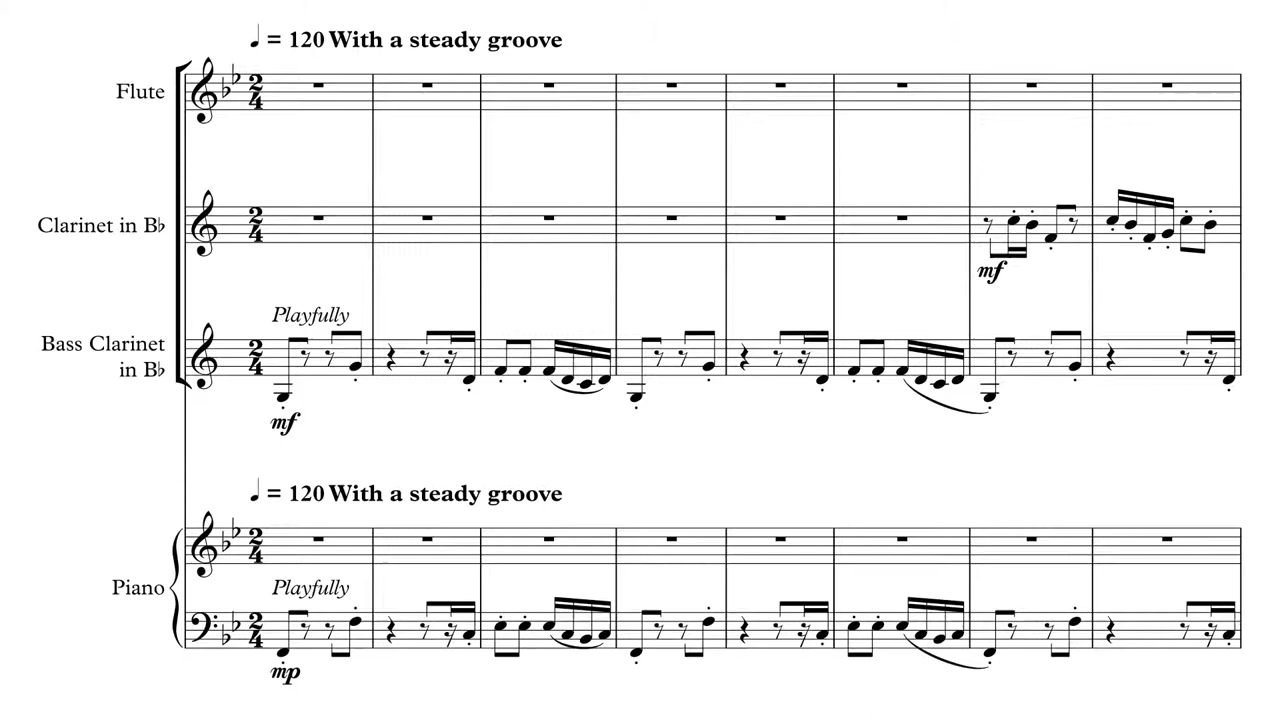 ♩ = 120 With a steady groove
Flute
Clarinet in B♭
mf
Playfully
Bass Clarinet
in B♭
mf
♩ = 120 With a steady groove
Playfully
Piano
mp